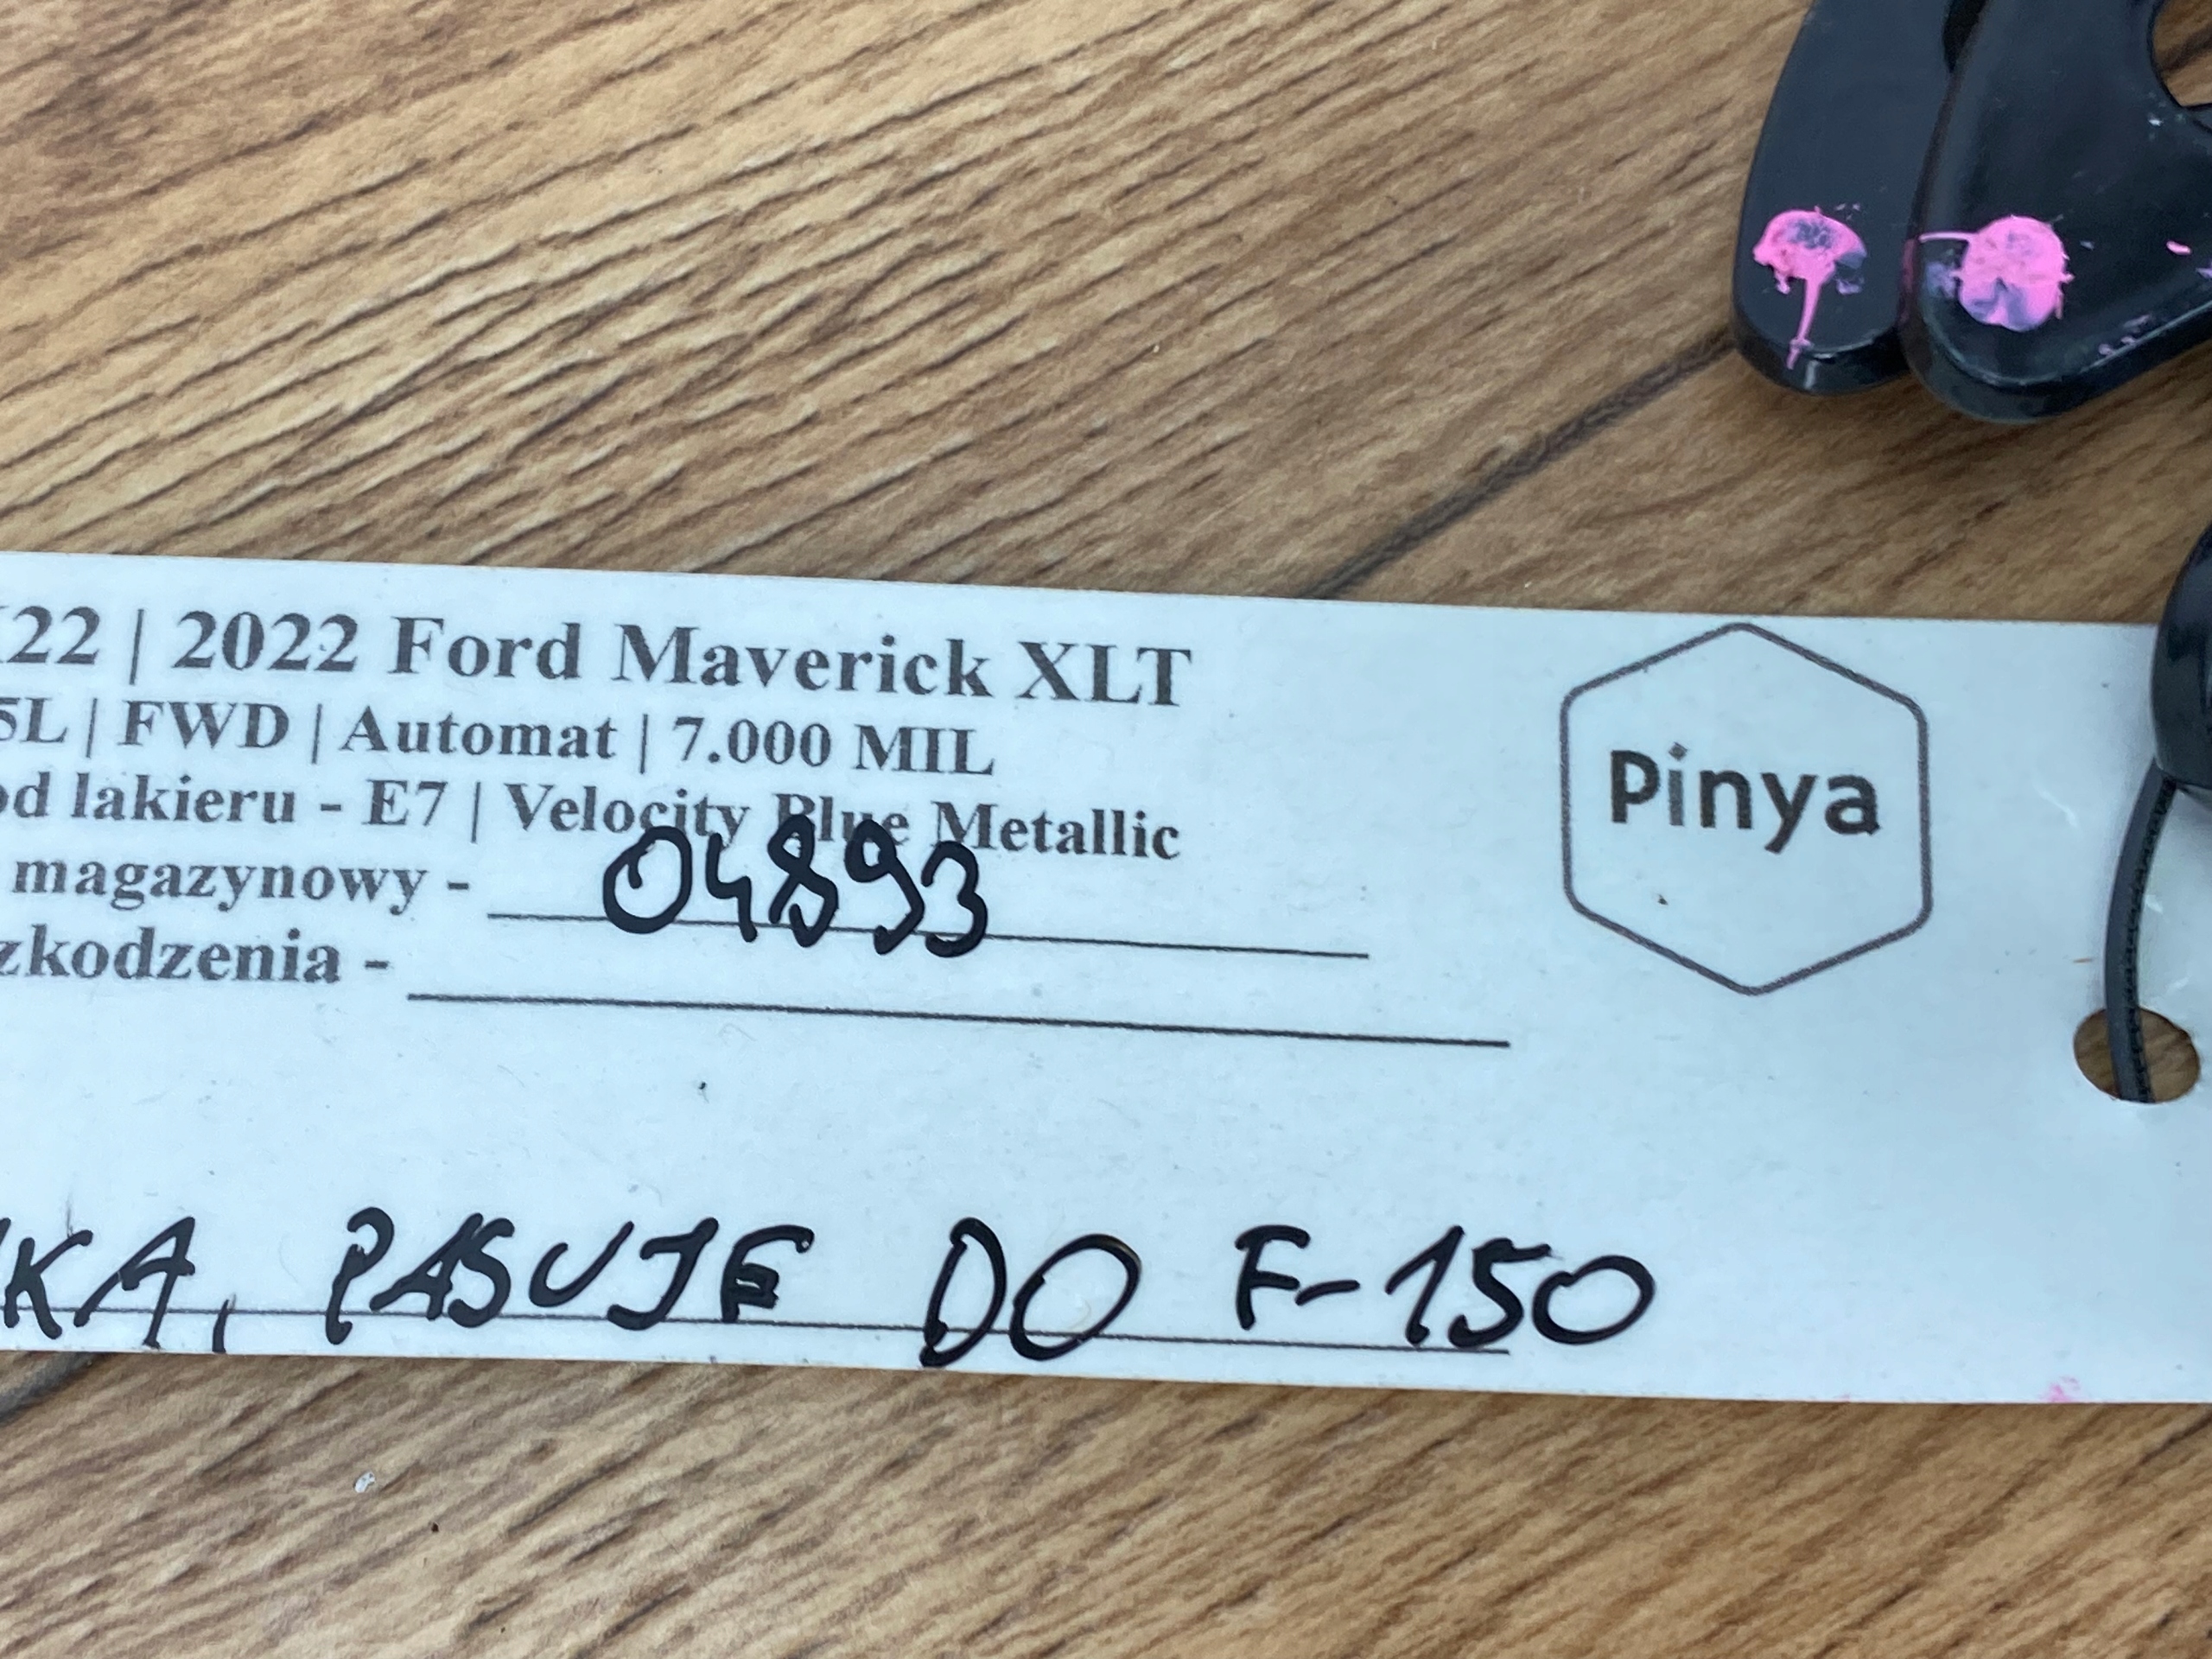 22 | 2022 Ford Maverick XLT
5L | FWD | Automat | 7.000 MIL
od lakieru - E7 | Velocity Blue Metallic
magazynowy - 04893
zkodzenia -
KA, PASUJE DO F-150
Pinya